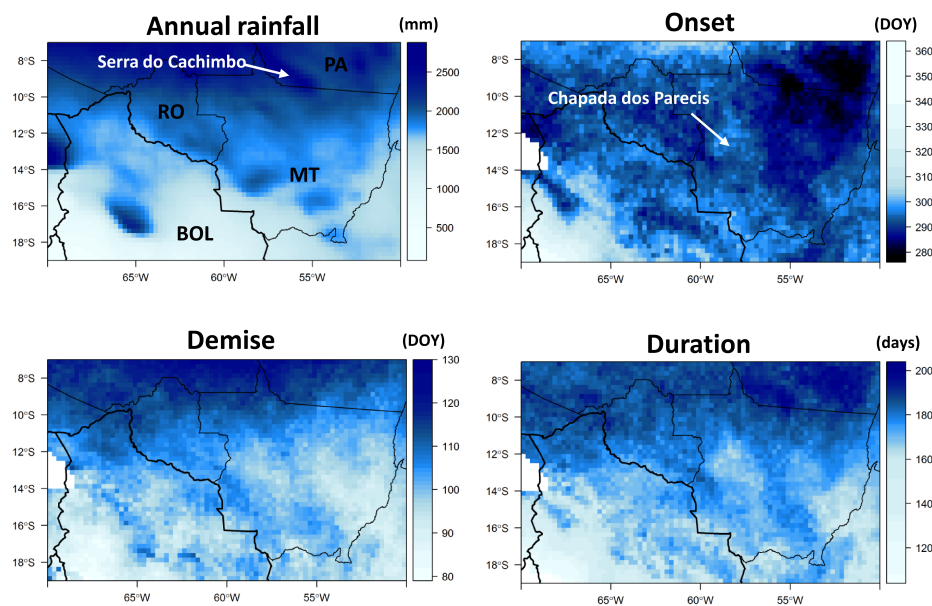 Annual rainfall
(mm)
Serra do Cachimbo
PA
RO
MT
BOL
8°S
10°S
12°S
14°S
16°S
18°S
65°W
60°W
55°W
2500
2000
1500
1000
500
Onset
(DOY)
Chapada dos Parecis
8°S
10°S
12°S
14°S
16°S
18°S
65°W
60°W
55°W
360
350
340
330
320
310
300
290
280
Demise
(DOY)
8°S
10°S
12°S
14°S
16°S
18°S
65°W
60°W
55°W
130
120
110
100
90
80
Duration
(days)
8°S
10°S
12°S
14°S
16°S
18°S
65°W
60°W
55°W
200
180
160
140
120